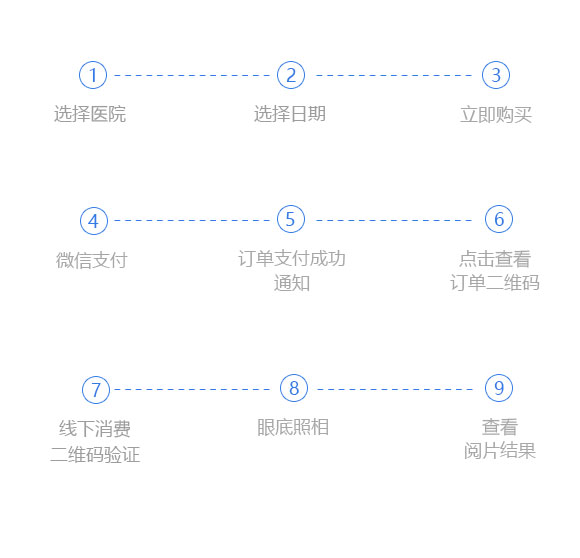 1
2
3
选择医院
选择日期
立即购买
4
5
6
微信支付
订单支付成功
通知
点击查看
订单二维码
7
8
9
线下消费
二维码验证
眼底照相
查看
阅片结果